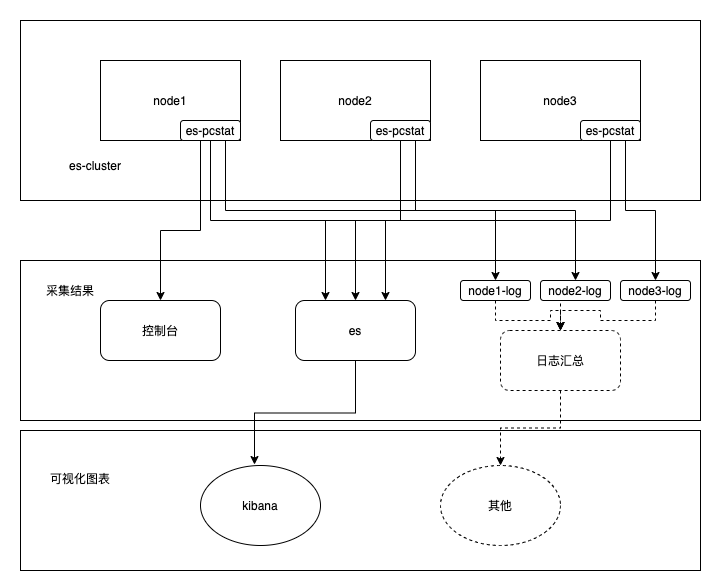 node1
node2
node3
es-pcstat
es-pcstat
es-pcstat
es-cluster
采集结果
node1-log
node2-log
node3-log
控制台
es
日志汇总
可视化图表
kibana
其他